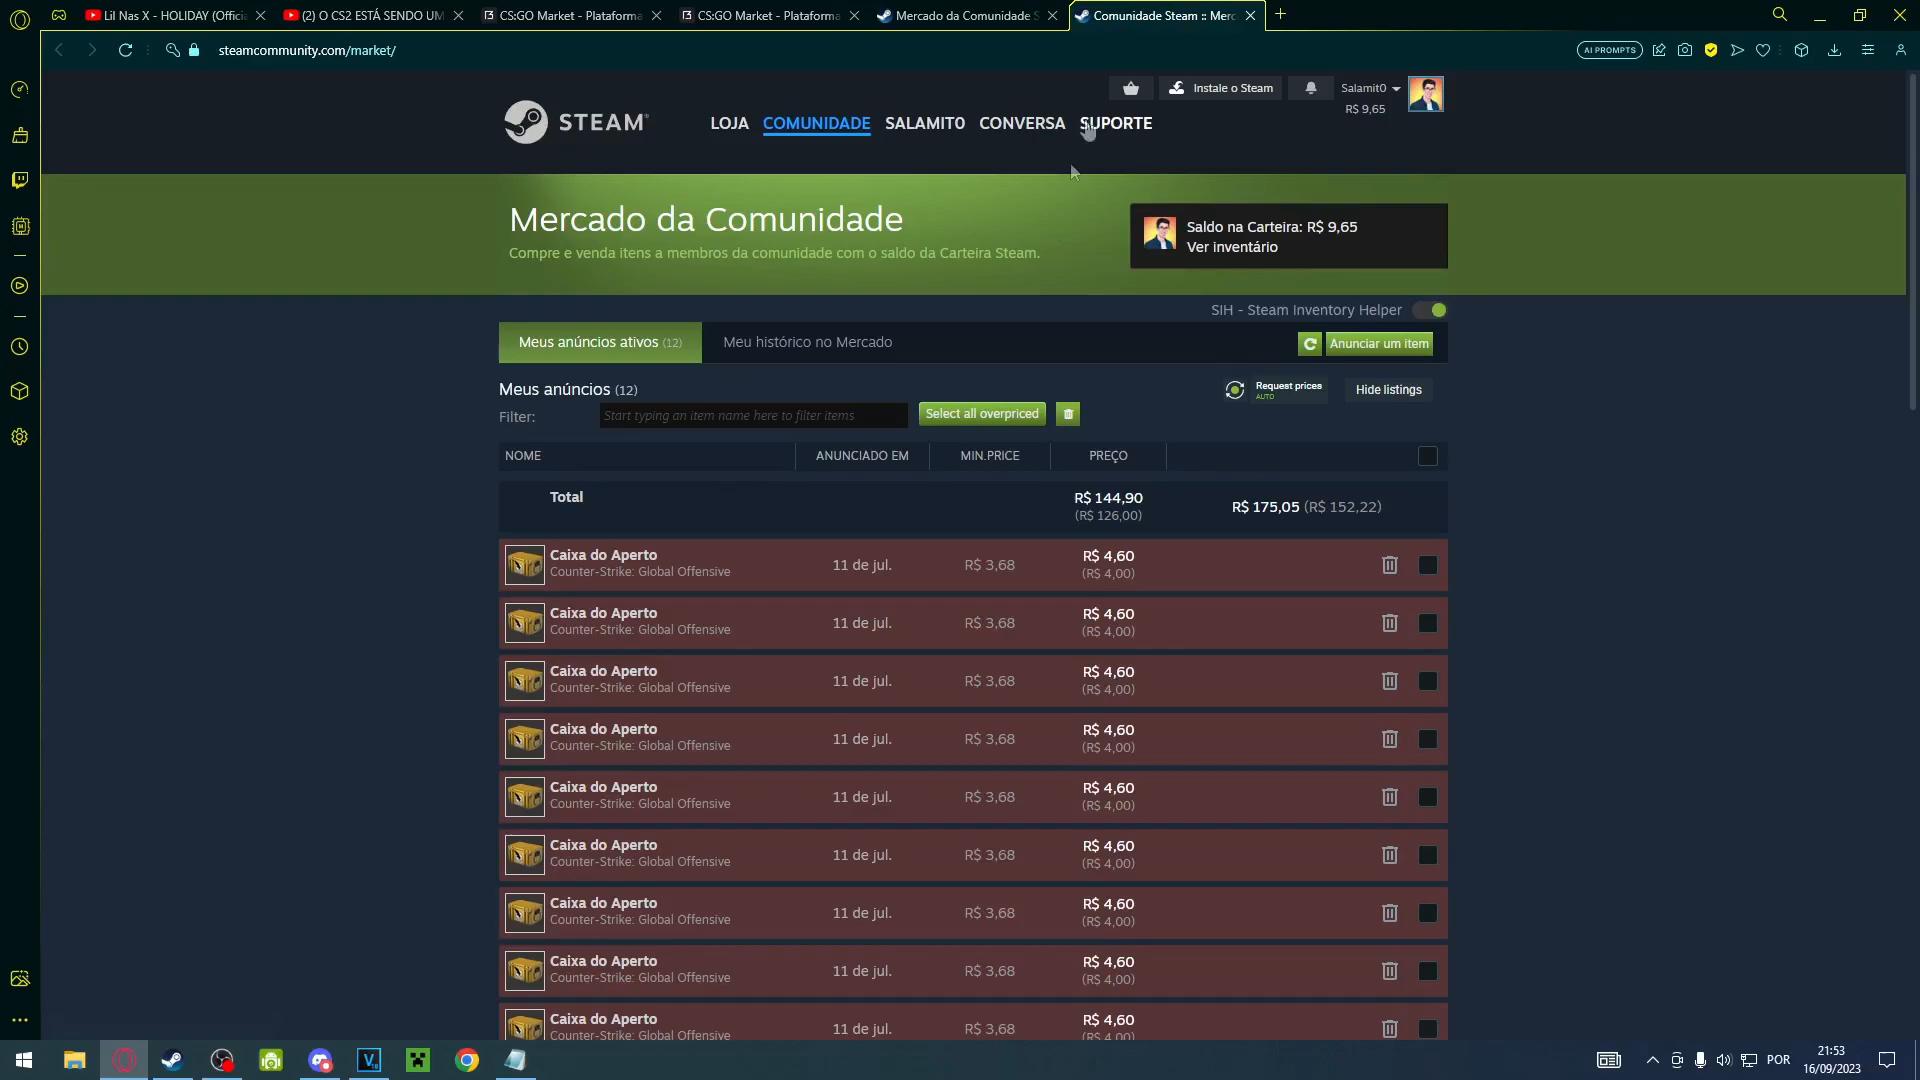 Lil Nas X - HOLIDAY (Officia
(2) O CS2 ESTÁ SENDO UM
CS:GO Market - Plataforma
CS:GO Market - Plataforma
Mercado da Comunidade S
Comunidade Steam :: Merc
steamcommunity.com/market/
AI PROMPTS
STEAM
LOJA
COMUNIDADE
SALAMIT0
CONVERSA
SUPORTE
Instale o Steam
Salamit0
R$ 9,65
Mercado da Comunidade
Compre e venda itens a membros da comunidade com o saldo da Carteira Steam.
Saldo na Carteira: R$ 9,65
Ver inventário
SIH - Steam Inventory Helper
Meus anúncios ativos (12)
Meu histórico no Mercado
Anunciar um item
Meus anúncios (12)
Request prices
AUTO
Hide listings
Filter:
Start typing an item name here to filter items
Select all overpriced
NOME
ANUNCIADO EM
MIN.PRICE
PREÇO
Total
R$ 144,90
(R$ 126,00)
R$ 175,05 (R$ 152,22)
Caixa do Aperto
Counter-Strike: Global Offensive
11 de jul.
R$ 3,68
R$ 4,60
(R$ 4,00)
Caixa do Aperto
Counter-Strike: Global Offensive
11 de jul.
R$ 3,68
R$ 4,60
(R$ 4,00)
Caixa do Aperto
Counter-Strike: Global Offensive
11 de jul.
R$ 3,68
R$ 4,60
(R$ 4,00)
Caixa do Aperto
Counter-Strike: Global Offensive
11 de jul.
R$ 3,68
R$ 4,60
(R$ 4,00)
Caixa do Aperto
Counter-Strike: Global Offensive
11 de jul.
R$ 3,68
R$ 4,60
(R$ 4,00)
Caixa do Aperto
Counter-Strike: Global Offensive
11 de jul.
R$ 3,68
R$ 4,60
(R$ 4,00)
Caixa do Aperto
Counter-Strike: Global Offensive
11 de jul.
R$ 3,68
R$ 4,60
(R$ 4,00)
Caixa do Aperto
Counter-Strike: Global Offensive
11 de jul.
R$ 3,68
R$ 4,60
(R$ 4,00)
Caixa do Aperto
Counter-Strike: Global Offensive
11 de jul.
R$ 3,68
R$ 4,60
(R$ 4,00)
POR
21:53
16/09/2023